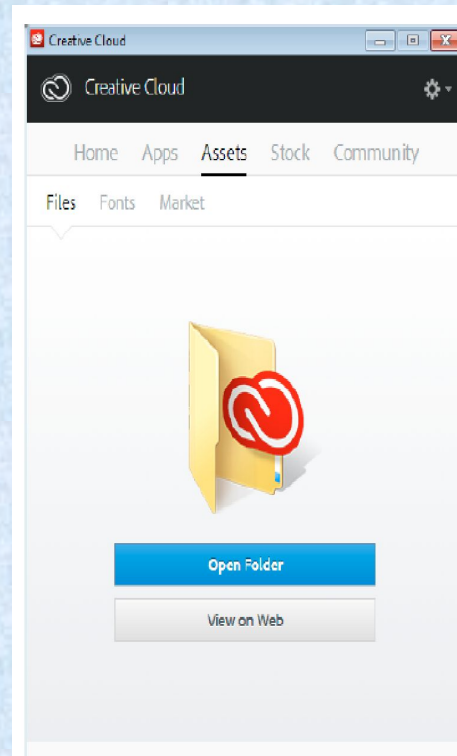 Creative Cloud
Creative Cloud
Home Apps Assets Stock Community
Files Fonts Market
Open Folder
View on Web